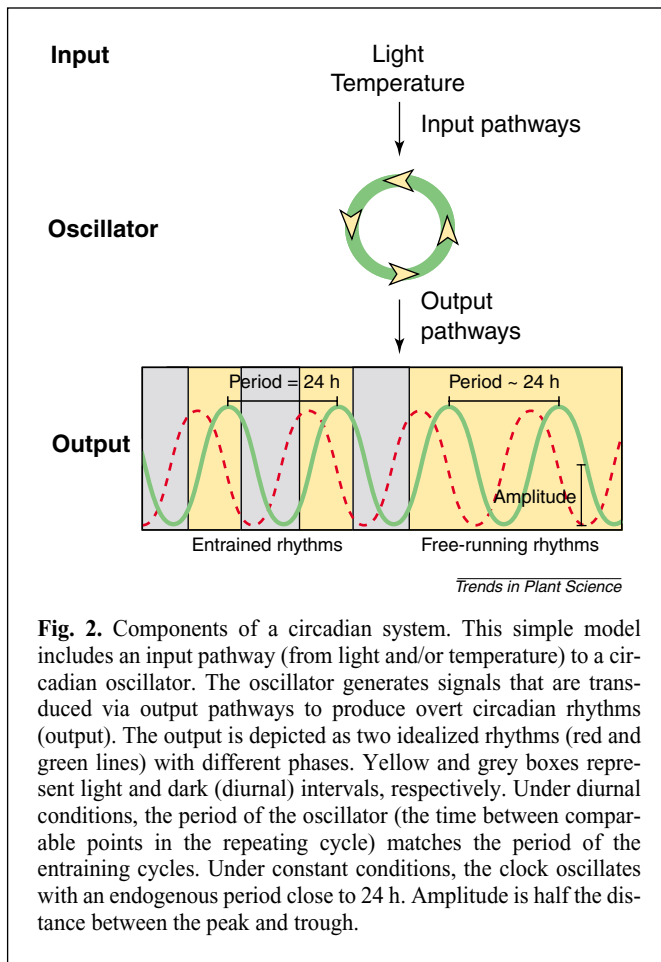 Input
Light
Temperature
Input pathways
Oscillator
Output
pathways
Period = 24 h
Period ~ 24 h
Output
Amplitude
Entrained rhythms
Free-running rhythms
Trends in Plant Science
Fig. 2. Components of a circadian system. This simple model
includes an input pathway (from light and/or temperature) to a cir-
cadian oscillator. The oscillator generates signals that are trans-
duced via output pathways to produce overt circadian rhythms
(output). The output is depicted as two idealized rhythms (red and
green lines) with different phases. Yellow and grey boxes repre-
sent light and dark (diurnal) intervals, respectively. Under diurnal
conditions, the period of the oscillator (the time between compar-
able points in the repeating cycle) matches the period of the
entraining cycles. Under constant conditions, the clock oscillates
with an endogenous period close to 24 h. Amplitude is half the dis-
tance between the peak and trough.